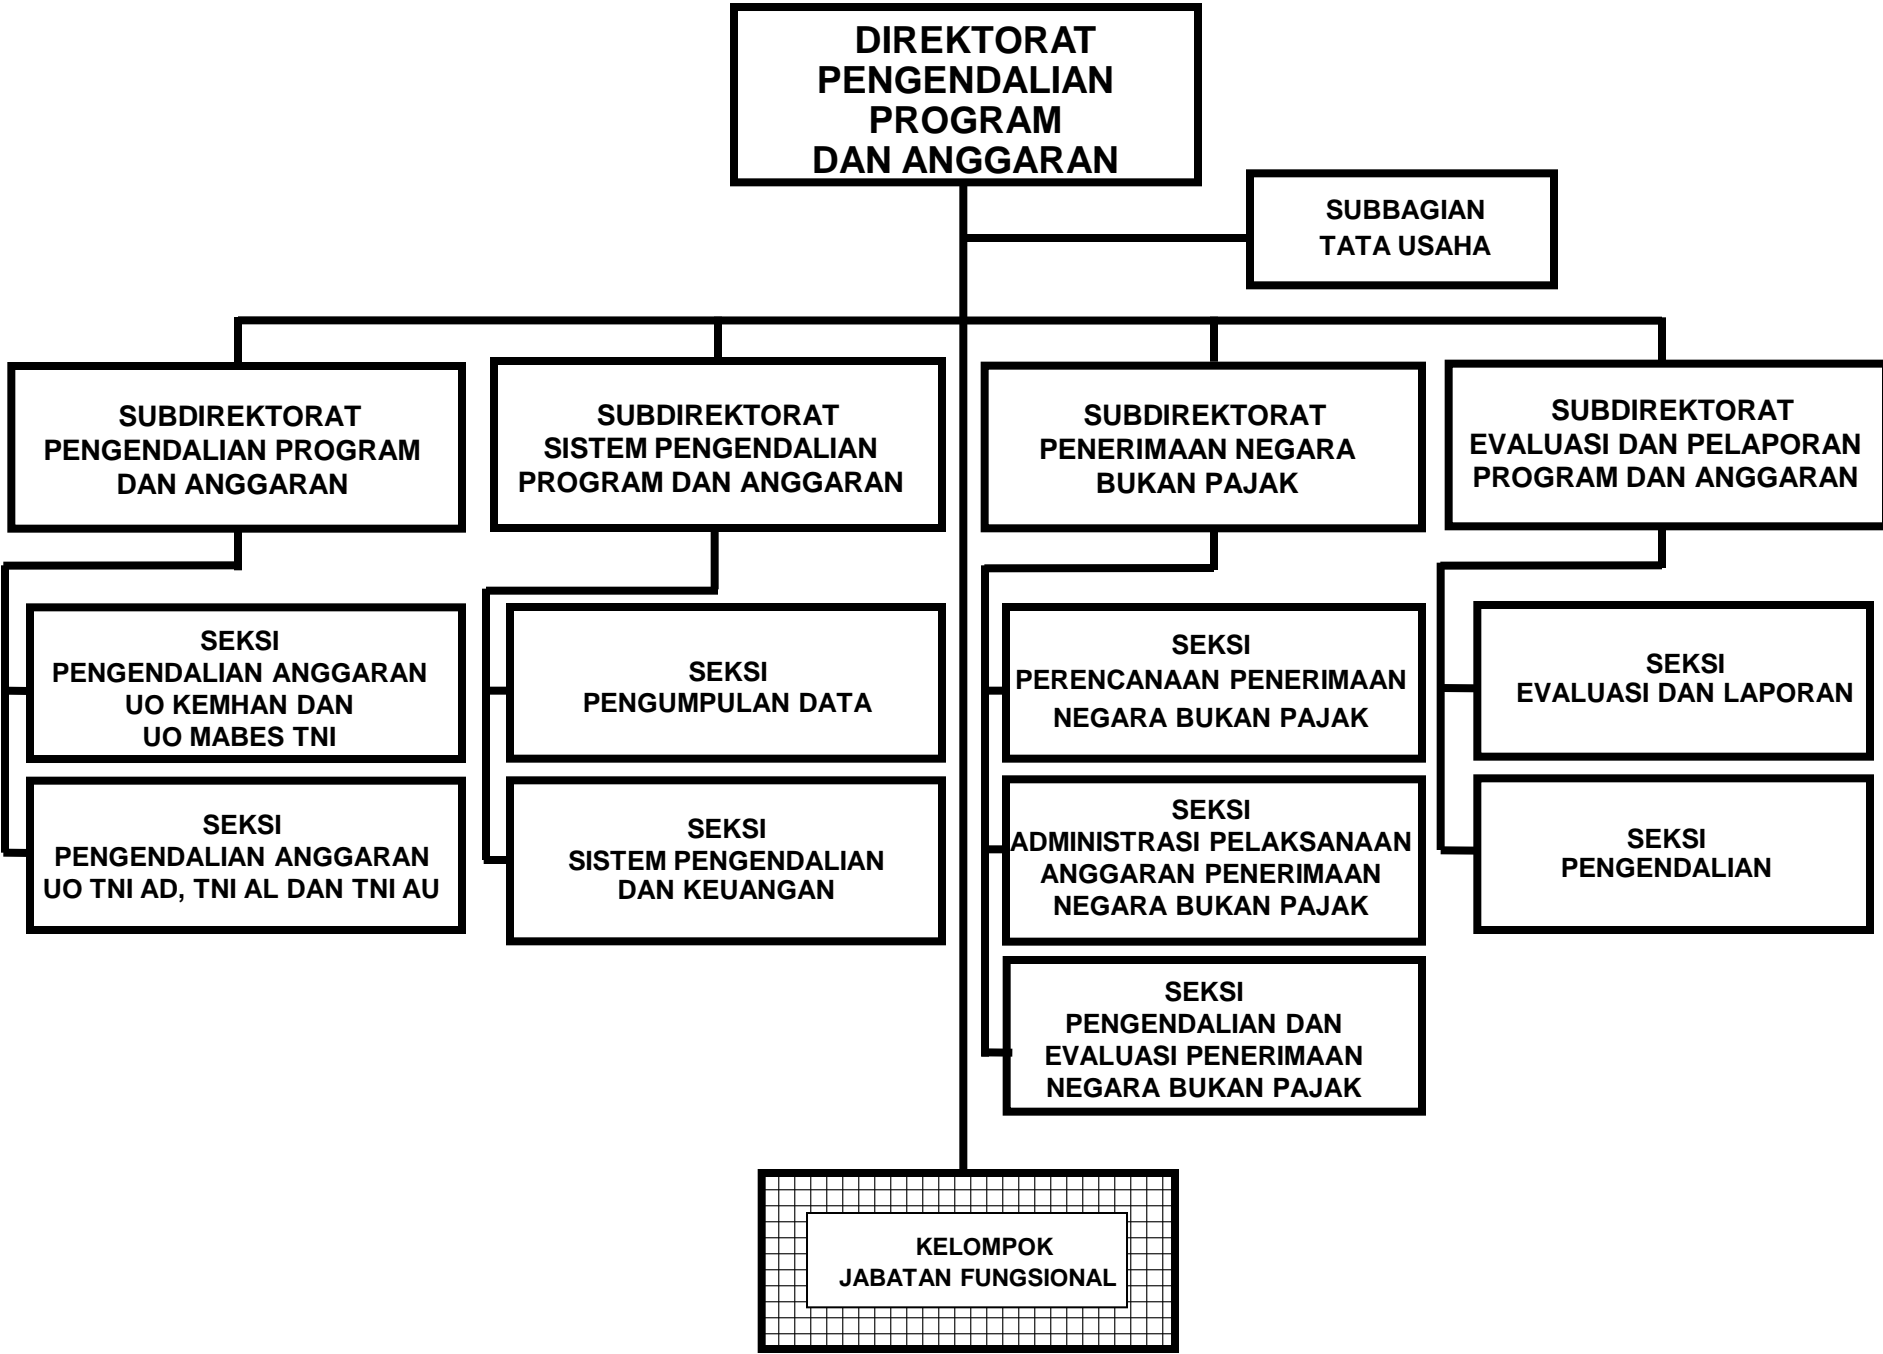 DIREKTORAT
PENGENDALIAN
PROGRAM
DAN ANGGARAN
SUBBAGIAN
TATA USAHA
SUBDIREKTORAT
PENGENDALIAN PROGRAM
DAN ANGGARAN
SUBDIREKTORAT
SISTEM PENGENDALIAN
PROGRAM DAN ANGGARAN
SUBDIREKTORAT
PENERIMAAN NEGARA
BUKAN PAJAK
SUBDIREKTORAT
EVALUASI DAN PELAPORAN
PROGRAM DAN ANGGARAN
SEKSI
PENGENDALIAN ANGGARAN
UO KEMHAN DAN
UO MABES TNI
SEKSI
PENGUMPULAN DATA
SEKSI
PERENCANAAN PENERIMAAN
NEGARA BUKAN PAJAK
SEKSI
EVALUASI DAN LAPORAN
SEKSI
PENGENDALIAN ANGGARAN
UO TNI AD, TNI AL DAN TNI AU
SEKSI
SISTEM PENGENDALIAN
DAN KEUANGAN
SEKSI
ADMINISTRASI PELAKSANAAN
ANGGARAN PENERIMAAN
NEGARA BUKAN PAJAK
SEKSI
PENGENDALIAN
SEKSI
PENGENDALIAN DAN
EVALUASI PENERIMAAN
NEGARA BUKAN PAJAK
KELOMPOK
JABATAN FUNGSIONAL